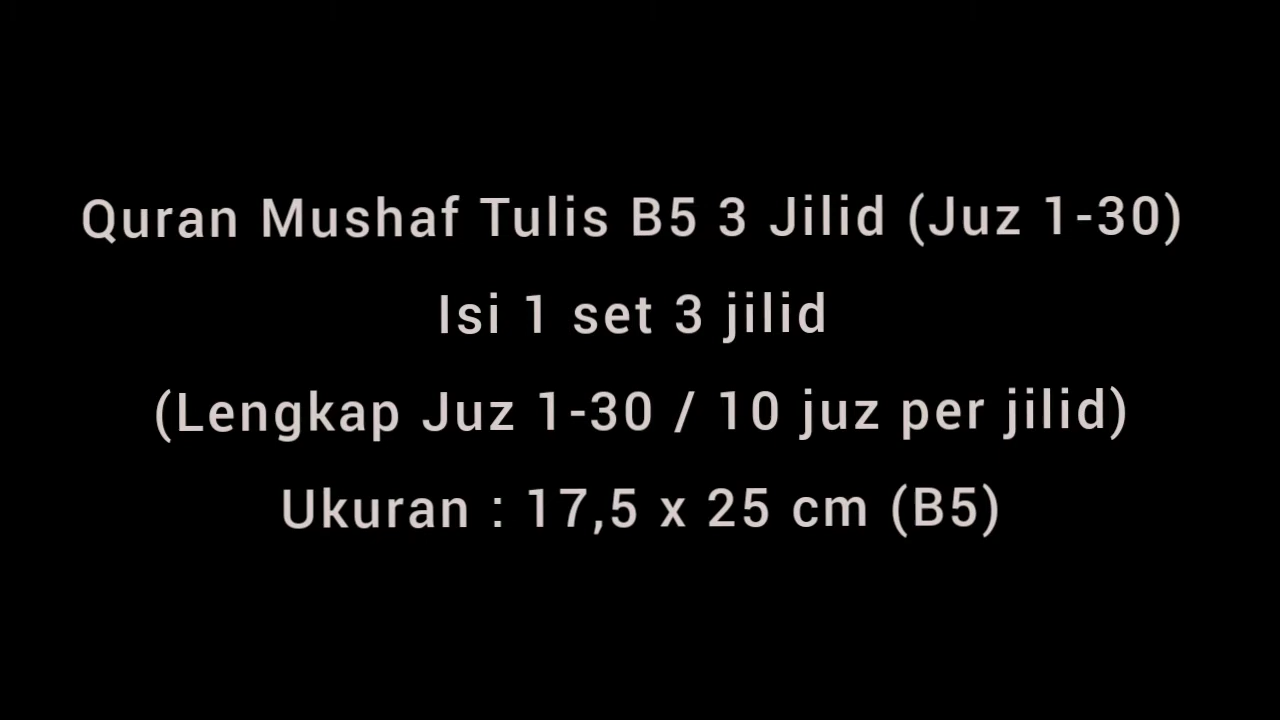 Quran Mushaf Tulis B5 3 Jilid (Juz 1-30)
Isi 1 set 3 jilid
(Lengkap Juz 1-30 / 10 juz per jilid)
Ukuran : 17,5 x 25 cm (B5)